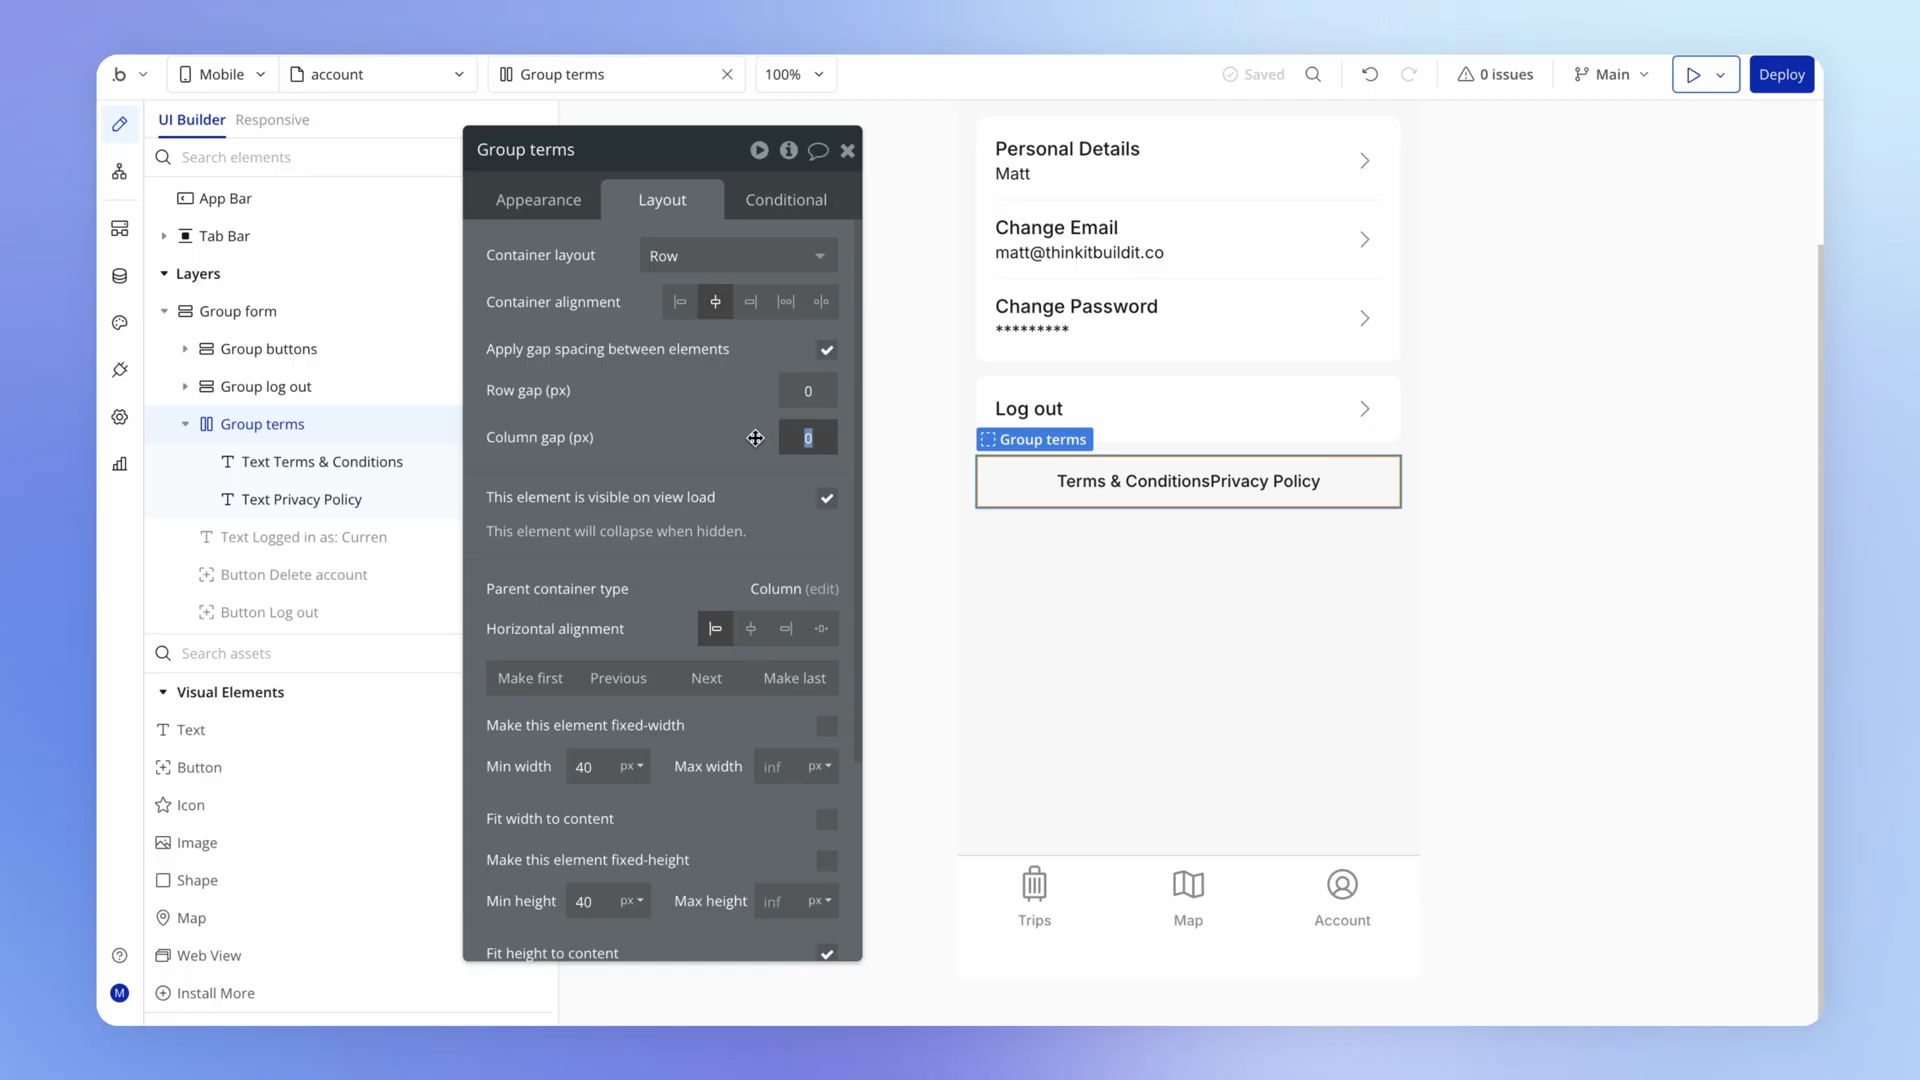 .b
Mobile
account
Group terms
100%
Saved
0 issues
Main
Deploy
UI Builder
Responsive
Search elements
App Bar
Tab Bar
Layers
Group form
Group buttons
Group log out
Group terms
Text Terms & Conditions
Text Privacy Policy
Text Logged in as: Curren
Button Delete account
Button Log out
Search assets
Visual Elements
Text
Button
Icon
Image
Shape
Map
Web View
Install More
M
Group terms
Appearance
Layout
Conditional
Container layout
Row
Container alignment
Apply gap spacing between elements
Row gap (px)
0
Column gap (px)
0
This element is visible on view load
This element will collapse when hidden.
Parent container type
Column (edit)
Horizontal alignment
Make first
Previous
Next
Make last
Make this element fixed-width
Min width
40
px
Max width
inf
px
Fit width to content
Make this element fixed-height
Min height
40
px
Max height
inf
px
Fit height to content
Personal Details
Matt
Change Email
matt@thinkitbuildit.co
Change Password
*********
Log out
Group terms
Terms & ConditionsPrivacy Policy
Trips
Map
Account